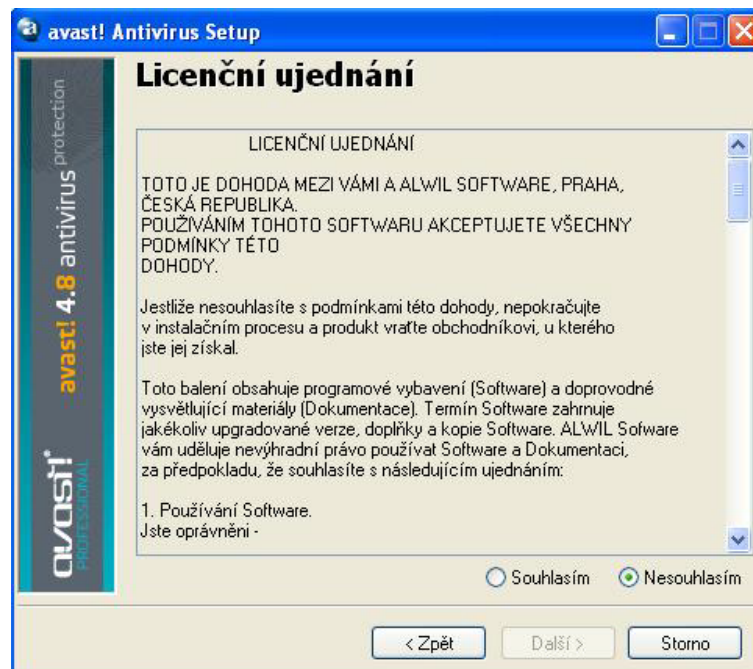 avast! Antivirus Setup
avast! 4.8 antivirus protection
avast!
PROFESSIONAL
Licenční ujednání
LICENČNÍ UJEDNÁNÍ
TOTO JE DOHODA MEZI VÁMI A ALWIL SOFTWARE, PRAHA,
ČESKÁ REPUBLIKA.
POUŽÍVÁNÍM TOHOTO SOFTWARU AKCEPTUJETE VŠECHNY
PODMÍNKY TÉTO
DOHODY.
Jestliže nesouhlasíte s podmínkami této dohody, nepokračujte
v instalačním procesu a produkt vraťte obchodníkovi, u kterého
jste jej získal.
Toto balení obsahuje programové vybavení (Software) a doprovodné
vysvětlující materiály (Dokumentace). Termín Software zahrnuje
jakékoliv upgradované verze, doplňky a kopie Software. ALWIL Sofware
vám uděluje nevýhradní právo používat Software a Dokumentaci,
za předpokladu, že souhlasíte s následujícím ujednáním:
1. Používání Software.
Jste oprávněni -
Souhlasím Nesouhlasím
< Zpět Další > Storno